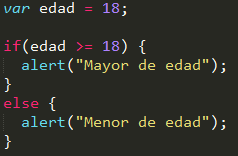 var edad = 18;
if(edad >= 18) {
alert("Mayor de edad");
}
else {
alert("Menor de edad");
}